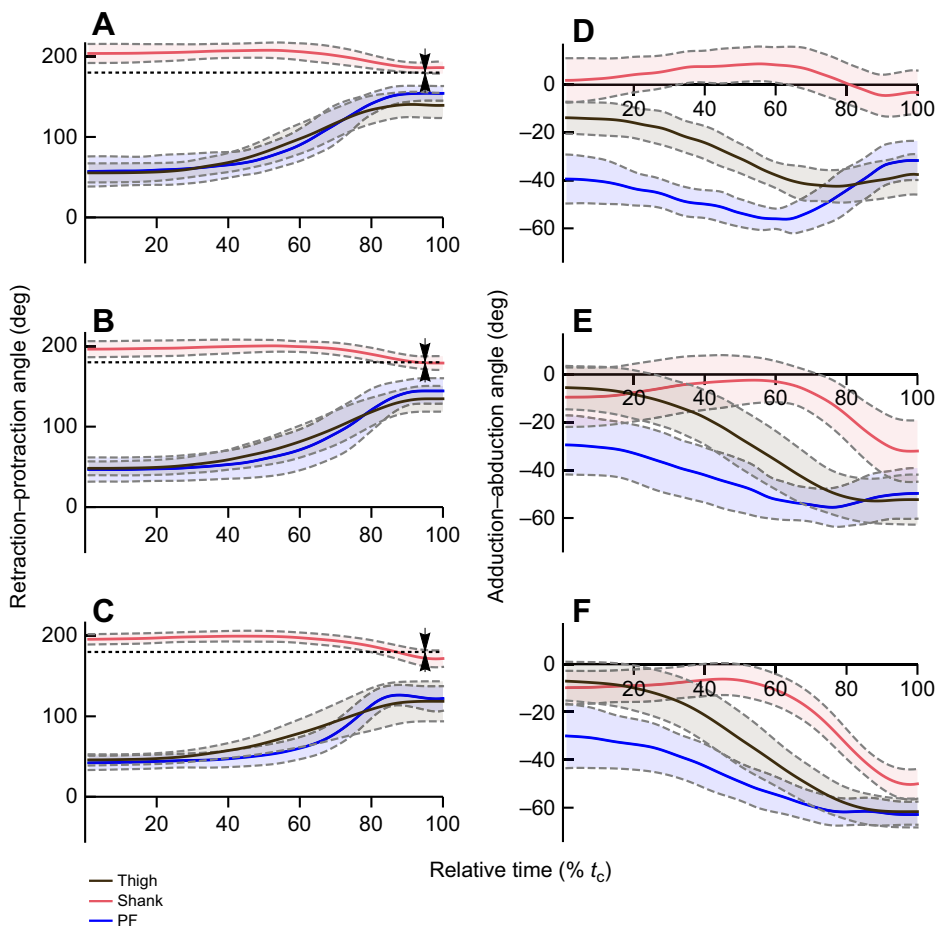 A
200
100
0
20 40 60 80 100
B
200
100
0
20 40 60 80 100
C
200
100
0
20 40 60 80 100
Retraction–protraction angle (deg)
D
0
–20
–40
–60
20 40 60 80 100
E
0
–20
–40
–60
20 40 60 80 100
F
0
–20
–40
–60
20 40 60 80 100
Adduction–abduction angle (deg)
Relative time (% tc)
Thigh
Shank
PF